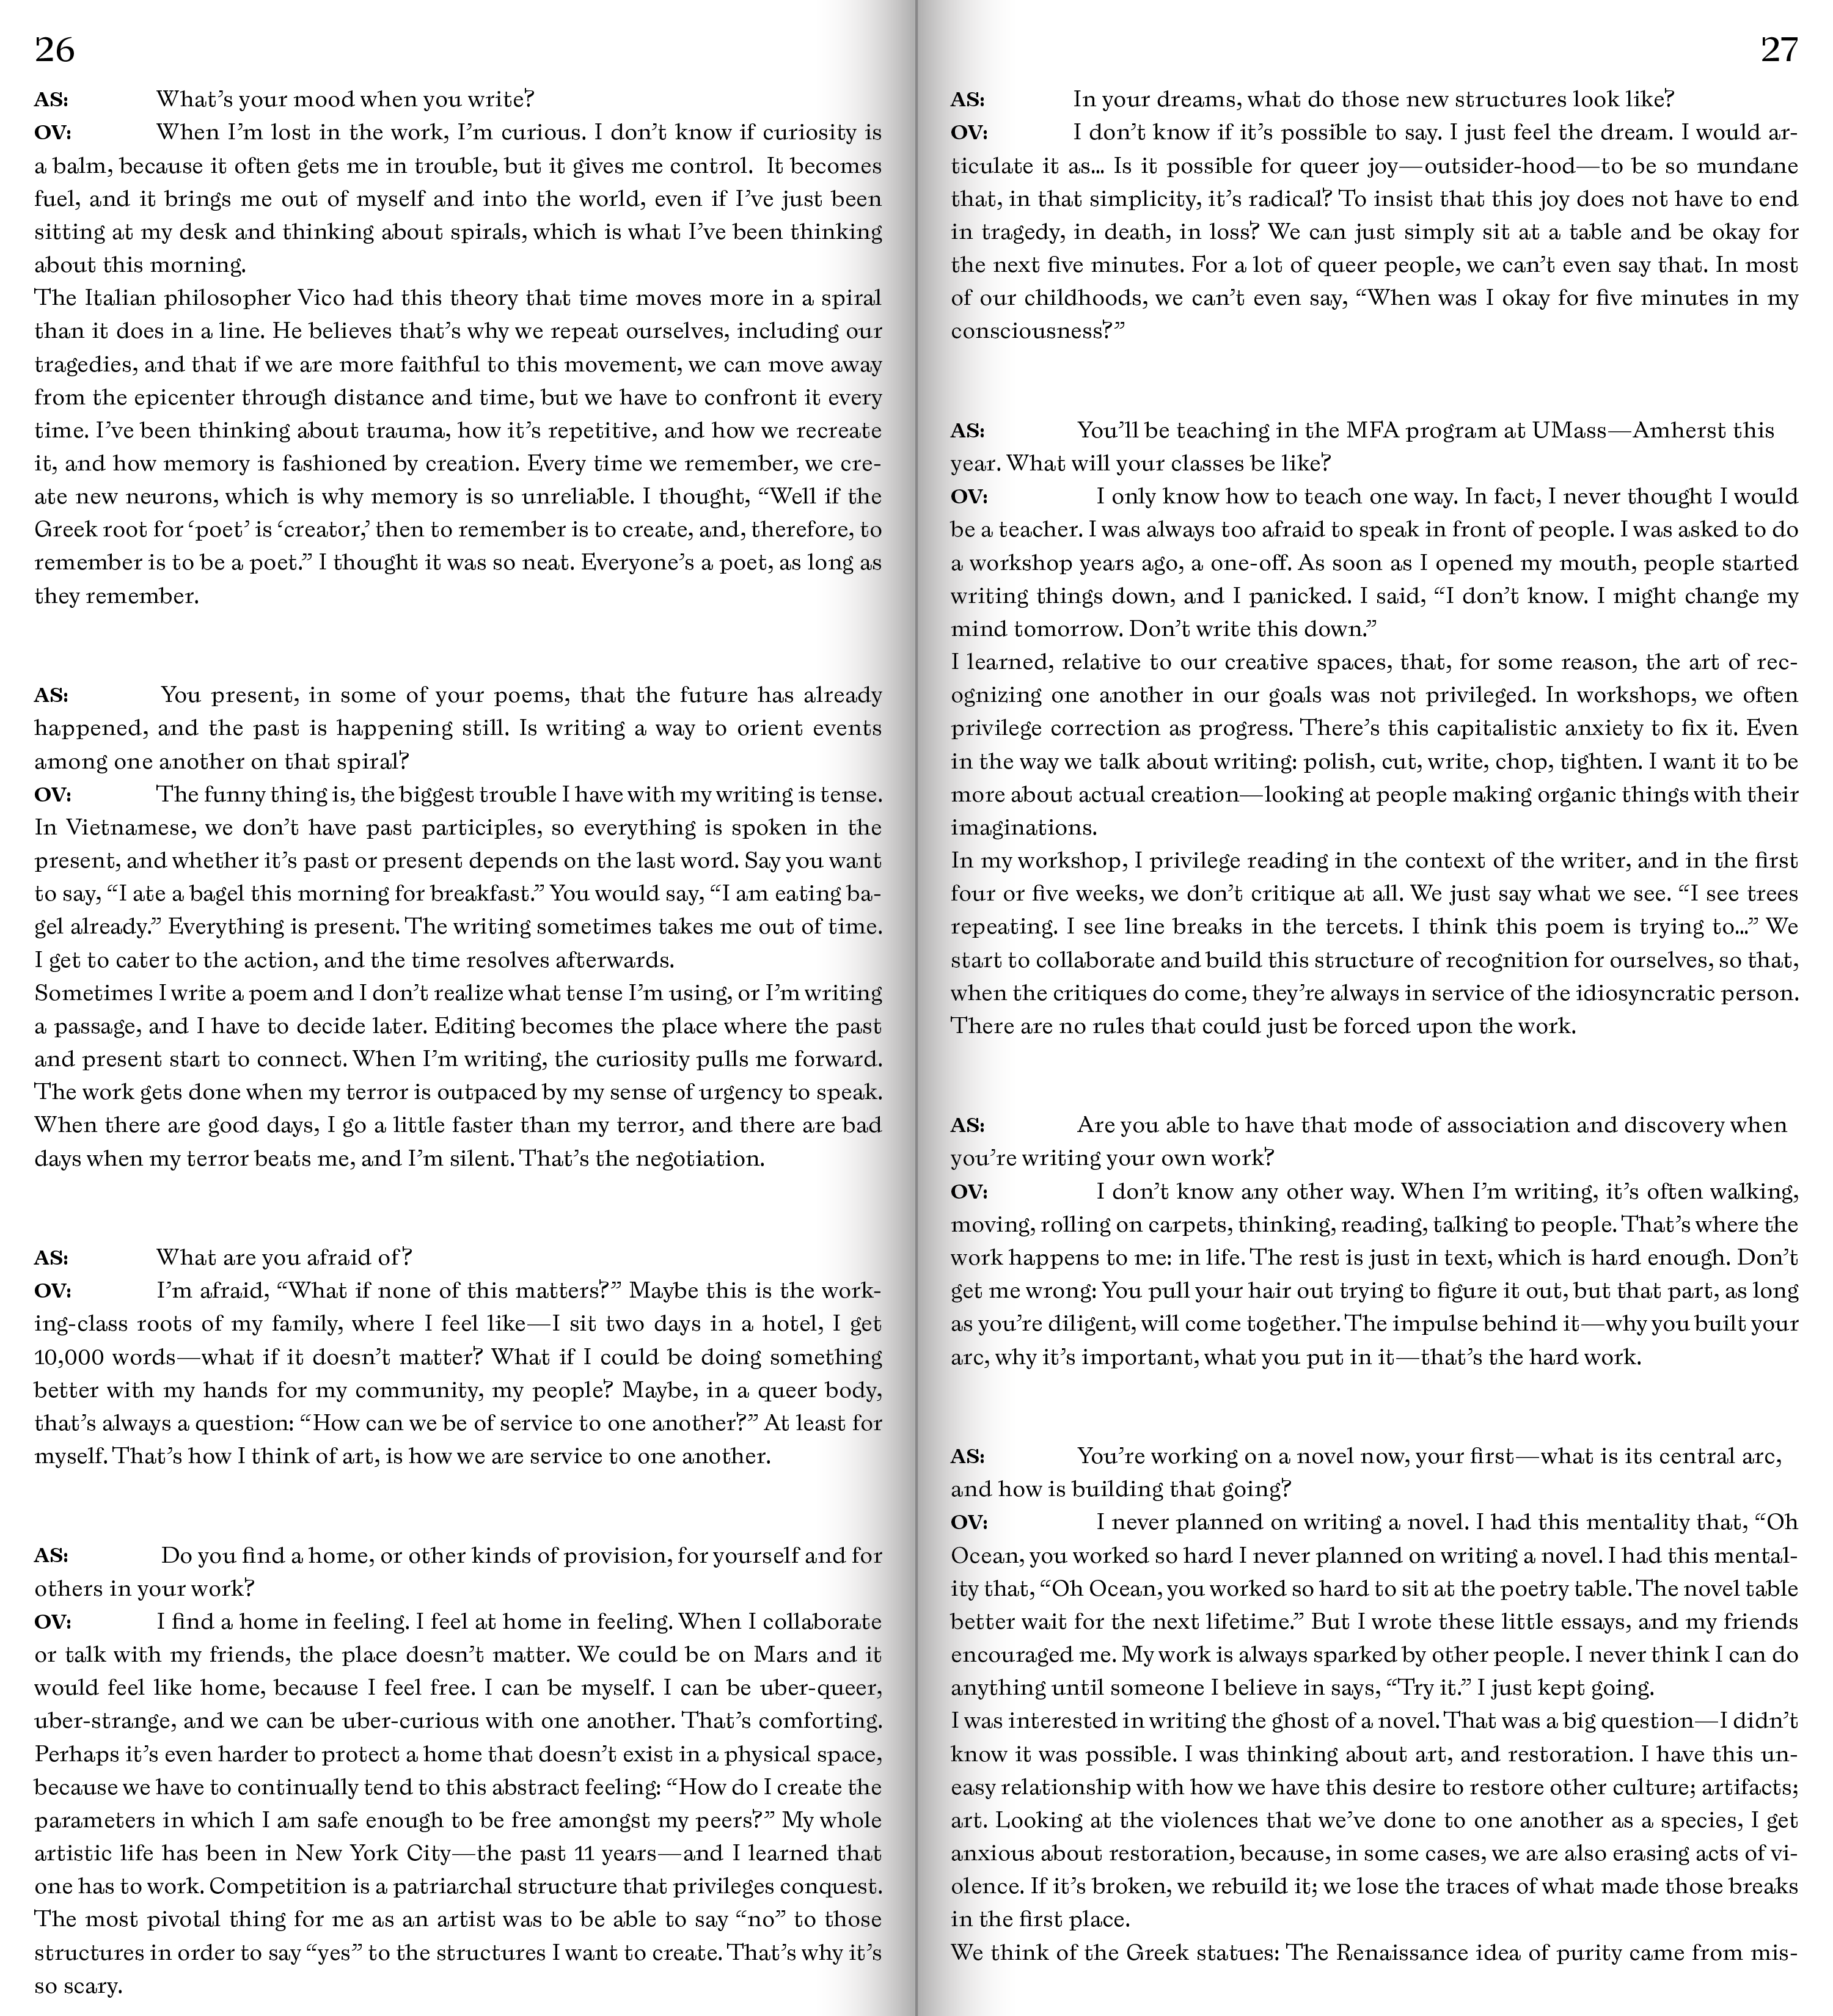 26
AS: What’s your mood when you write?
OV: When I’m lost in the work, I’m curious. I don’t know if curiosity is
a balm, because it often gets me in trouble, but it gives me control.  It becomes
fuel, and it brings me out of myself and into the world, even if I’ve just been
sitting at my desk and thinking about spirals, which is what I’ve been thinking
about this morning.
The Italian philosopher Vico had this theory that time moves more in a spiral
than it does in a line. He believes that’s why we repeat ourselves, including our
tragedies, and that if we are more faithful to this movement, we can move away
from the epicenter through distance and time, but we have to confront it every
time. I’ve been thinking about trauma, how it’s repetitive, and how we recreate
it, and how memory is fashioned by creation. Every time we remember, we cre-
ate new neurons, which is why memory is so unreliable. I thought, “Well if the
Greek root for ‘poet’ is ‘creator,’ then to remember is to create, and, therefore, to
remember is to be a poet.” I thought it was so neat. Everyone’s a poet, as long as
they remember.
AS: You present, in some of your poems, that the future has already
happened, and the past is happening still. Is writing a way to orient events
among one another on that spiral?
OV: The funny thing is, the biggest trouble I have with my writing is tense.
In Vietnamese, we don’t have past participles, so everything is spoken in the
present, and whether it’s past or present depends on the last word. Say you want
to say, “I ate a bagel this morning for breakfast.” You would say, “I am eating ba-
gel already.” Everything is present. The writing sometimes takes me out of time.
I get to cater to the action, and the time resolves afterwards.
Sometimes I write a poem and I don’t realize what tense I’m using, or I’m writing
a passage, and I have to decide later. Editing becomes the place where the past
and present start to connect. When I’m writing, the curiosity pulls me forward.
The work gets done when my terror is outpaced by my sense of urgency to speak.
When there are good days, I go a little faster than my terror, and there are bad
days when my terror beats me, and I’m silent. That’s the negotiation.
AS: What are you afraid of?
OV: I’m afraid, “What if none of this matters?” Maybe this is the work-
ing-class roots of my family, where I feel like—I sit two days in a hotel, I get
10,000 words—what if it doesn’t matter? What if I could be doing something
better with my hands for my community, my people? Maybe, in a queer body,
that’s always a question: “How can we be of service to one another?” At least for
myself. That’s how I think of art, is how we are service to one another.
AS: Do you find a home, or other kinds of provision, for yourself and for
others in your work?
OV: I find a home in feeling. I feel at home in feeling. When I collaborate
or talk with my friends, the place doesn’t matter. We could be on Mars and it
would feel like home, because I feel free. I can be myself. I can be uber-queer,
uber-strange, and we can be uber-curious with one another. That’s comforting.
Perhaps it’s even harder to protect a home that doesn’t exist in a physical space,
because we have to continually tend to this abstract feeling: “How do I create the
parameters in which I am safe enough to be free amongst my peers?” My whole
artistic life has been in New York City—the past 11 years—and I learned that
one has to work. Competition is a patriarchal structure that privileges conquest.
The most pivotal thing for me as an artist was to be able to say “no” to those
structures in order to say “yes” to the structures I want to create. That’s why it’s
so scary.
27
AS: In your dreams, what do those new structures look like?
OV: I don’t know if it’s possible to say. I just feel the dream. I would ar-
ticulate it as... Is it possible for queer joy—outsider-hood—to be so mundane
that, in that simplicity, it’s radical? To insist that this joy does not have to end
in tragedy, in death, in loss? We can just simply sit at a table and be okay for
the next five minutes. For a lot of queer people, we can’t even say that. In most
of our childhoods, we can’t even say, “When was I okay for five minutes in my
consciousness?”
AS: You’ll be teaching in the MFA program at UMass—Amherst this
year. What will your classes be like?
OV: I only know how to teach one way. In fact, I never thought I would
be a teacher. I was always too afraid to speak in front of people. I was asked to do
a workshop years ago, a one-off. As soon as I opened my mouth, people started
writing things down, and I panicked. I said, “I don’t know. I might change my
mind tomorrow. Don’t write this down.”
I learned, relative to our creative spaces, that, for some reason, the art of rec-
ognizing one another in our goals was not privileged. In workshops, we often
privilege correction as progress. There’s this capitalistic anxiety to fix it. Even
in the way we talk about writing: polish, cut, write, chop, tighten. I want it to be
more about actual creation—looking at people making organic things with their
imaginations.
In my workshop, I privilege reading in the context of the writer, and in the first
four or five weeks, we don’t critique at all. We just say what we see. “I see trees
repeating. I see line breaks in the tercets. I think this poem is trying to...” We
start to collaborate and build this structure of recognition for ourselves, so that,
when the critiques do come, they’re always in service of the idiosyncratic person.
There are no rules that could just be forced upon the work.
AS: Are you able to have that mode of association and discovery when
you’re writing your own work?
OV: I don’t know any other way. When I’m writing, it’s often walking,
moving, rolling on carpets, thinking, reading, talking to people. That’s where the
work happens to me: in life. The rest is just in text, which is hard enough. Don’t
get me wrong: You pull your hair out trying to figure it out, but that part, as long
as you’re diligent, will come together. The impulse behind it—why you built your
arc, why it’s important, what you put in it—that’s the hard work.
AS: You’re working on a novel now, your first—what is its central arc,
and how is building that going?
OV: I never planned on writing a novel. I had this mentality that, “Oh
Ocean, you worked so hard I never planned on writing a novel. I had this mental-
ity that, “Oh Ocean, you worked so hard to sit at the poetry table. The novel table
better wait for the next lifetime.” But I wrote these little essays, and my friends
encouraged me. My work is always sparked by other people. I never think I can do
anything until someone I believe in says, “Try it.” I just kept going.
I was interested in writing the ghost of a novel. That was a big question—I didn’t
know it was possible. I was thinking about art, and restoration. I have this un-
easy relationship with how we have this desire to restore other culture; artifacts;
art. Looking at the violences that we’ve done to one another as a species, I get
anxious about restoration, because, in some cases, we are also erasing acts of vi-
olence. If it’s broken, we rebuild it; we lose the traces of what made those breaks
in the first place.
We think of the Greek statues: The Renaissance idea of purity came from mis-